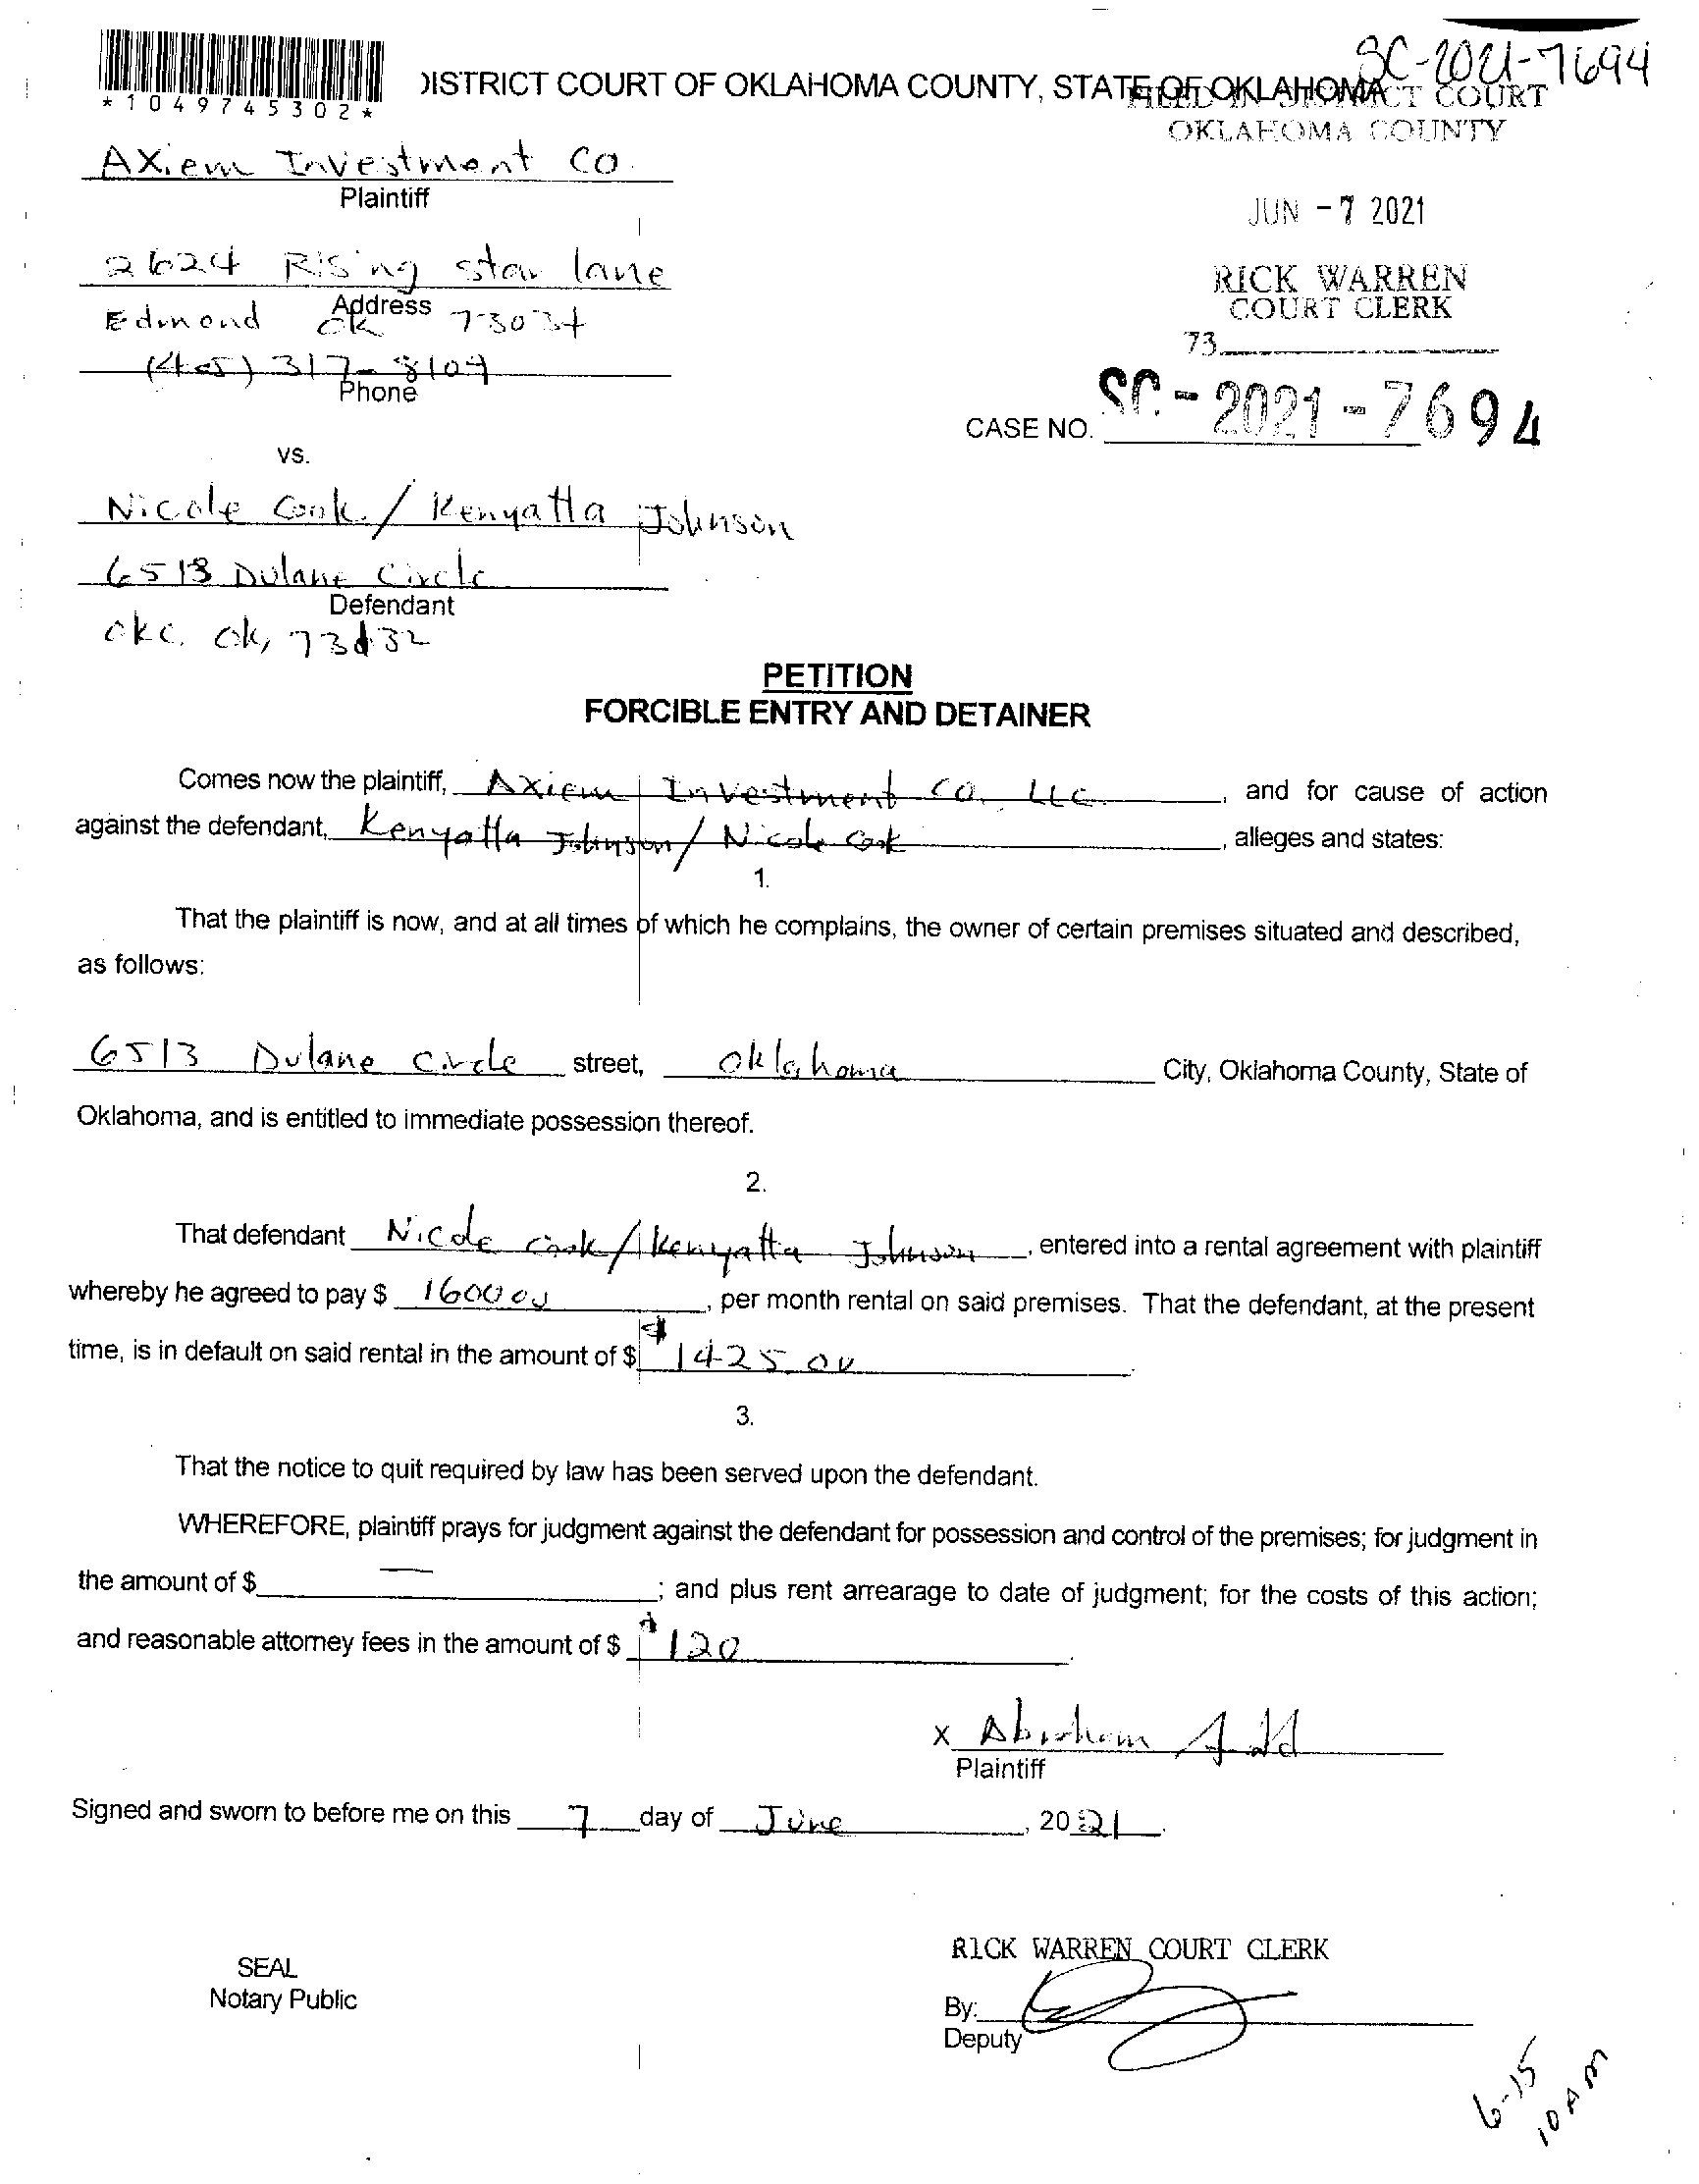 SC-2021-7694
*1049745302*
DISTRICT COURT OF OKLAHOMA COUNTY, STATE OF OKLAHOMA
FILED IN DISTRICT COURT
OKLAHOMA COUNTY
Axiem Investment Co.
Plaintiff
JUN -7 2021
2624 Rising star lane
Address
RICK WARREN
COURT CLERK
Edmond ok 73034
73
(405) 317-8109
Phone
CASE NO. SC-2021-7694
vs.
Nicole Cook / Kenyatta Johnson
6513 Dulane Circle
Defendant
okc. ok, 73132
PETITION
FORCIBLE ENTRY AND DETAINER
Comes now the plaintiff, Axiem Investment Co. LLC, and for cause of action
against the defendant, Kenyatta Johnson / Nicole Cook, alleges and states:
1.
That the plaintiff is now, and at all times of which he complains, the owner of certain premises situated and described,
as follows:
6513 Dulane Circle street, Oklahoma City, Oklahoma County, State of
Oklahoma, and is entitled to immediate possession thereof.
2.
That defendant Nicole Cook / Kenyatta Johnson, entered into a rental agreement with plaintiff
whereby he agreed to pay $ 1600 00, per month rental on said premises. That the defendant, at the present
time, is in default on said rental in the amount of $ $1425.00
3.
That the notice to quit required by law has been served upon the defendant.
WHEREFORE, plaintiff prays for judgment against the defendant for possession and control of the premises; for judgment in
the amount of $ —; and plus rent arrearage to date of judgment; for the costs of this action;
and reasonable attorney fees in the amount of $ $120.
X Abraham
Plaintiff
Signed and sworn to before me on this 7 day of June, 2021.
SEAL
Notary Public
RICK WARREN COURT CLERK
By:
Deputy
6-15
10 AM